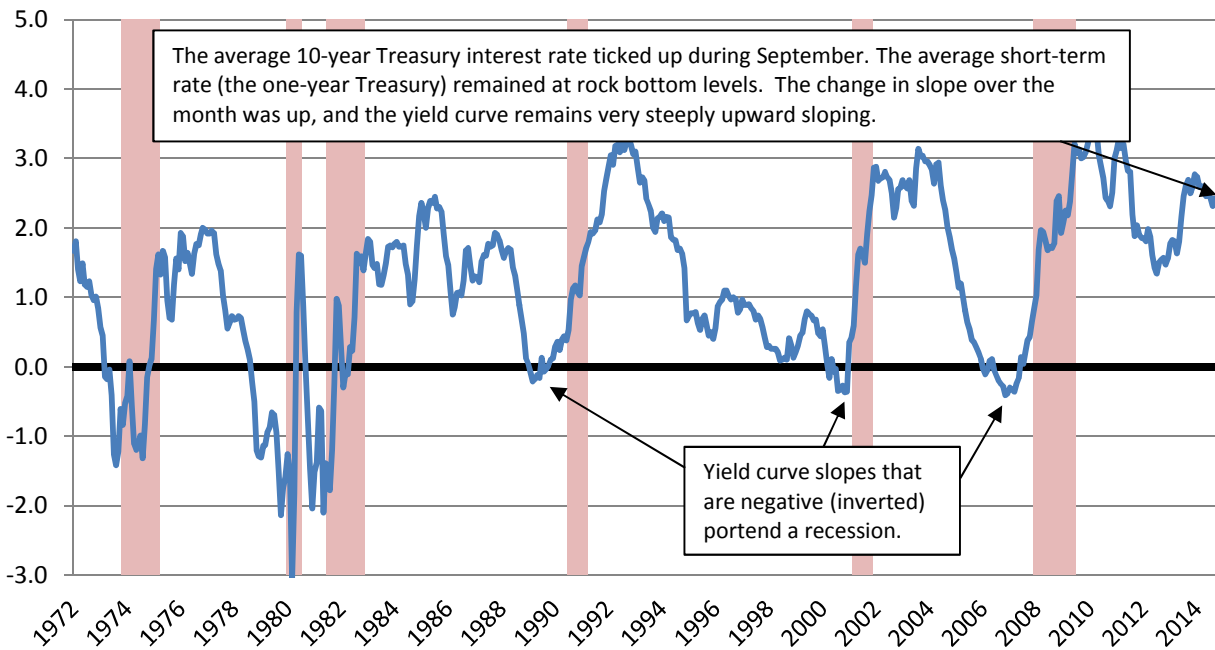 5.0
The average 10-year Treasury interest rate ticked up during September. The average short-term
rate (the one-year Treasury) remained at rock bottom levels.  The change in slope over the
month was up, and the yield curve remains very steeply upward sloping.
4.0
3.0
2.0
1.0
0.0
-1.0
Yield curve slopes that
are negative (inverted)
portend a recession.
-2.0
-3.0
1972 1974 1976 1978 1980 1982 1984 1986 1988 1990 1992 1994 1996 1998 2000 2002 2004 2006 2008 2010 2012 2014